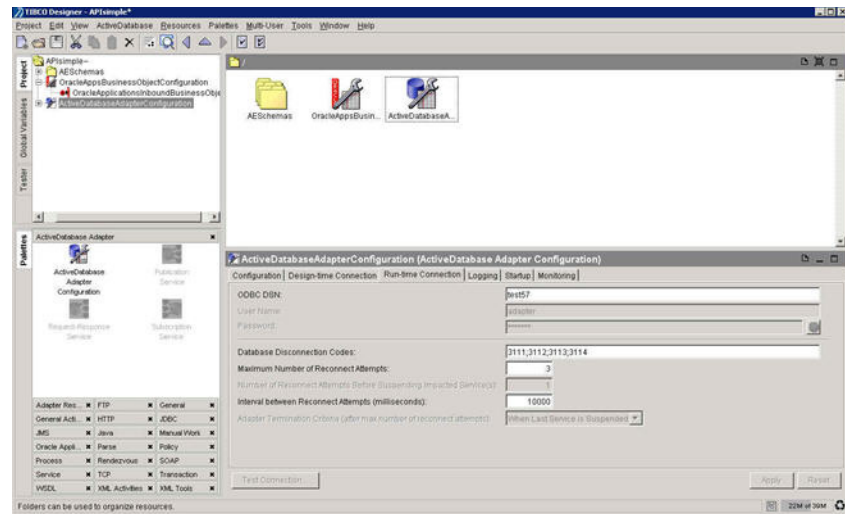 TIBCO Designer - APIsimple*
Project Edit View ActiveDatabase Resources Palettes Multi-User Tools Window Help
Project
Global Variables
Tester
APIsimple~
AESchemas
OracleAppsBusinessObjectConfiguration
OracleApplicationsInboundBusinessObje
ActiveDatabaseAdapterConfiguration
/
AESchemas
OracleAppsBusin...
ActiveDatabaseA...
Palettes
ActiveDatabase Adapter
ActiveDatabase Adapter Configuration
Publication Service
Request-Response Service
Subscription Service
Adapter Res... FTP General
General Acti... HTTP JDBC
JMS Java Manual Work
Oracle Appli... Parse Policy
Process Rendezvous SOAP
Service TCP Transaction
WSDL XML Activities XML Tools
ActiveDatabaseAdapterConfiguration (ActiveDatabase Adapter Configuration)
Configuration Design-time Connection Run-time Connection Logging Startup Monitoring
ODBC DSN: test57
User Name: adapter
Password: *******
Database Disconnection Codes: 3111;3112;3113;3114
Maximum Number of Reconnect Attempts: 3
Number of Reconnect Attempts Before Suspending Impacted Service(s): 1
Interval between Reconnect Attempts (milliseconds): 10000
Adapter Termination Criteria (after max number of reconnect attempts): When Last Service is Suspended
Test Connection Apply Reset
Folders can be used to organize resources. 22M of 39M